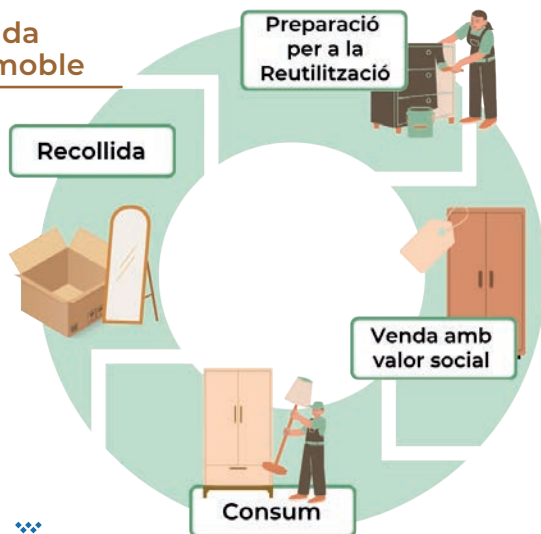 da
moble
Preparació
per a la
Reutilització
Recollida
Venda amb
valor social
Consum